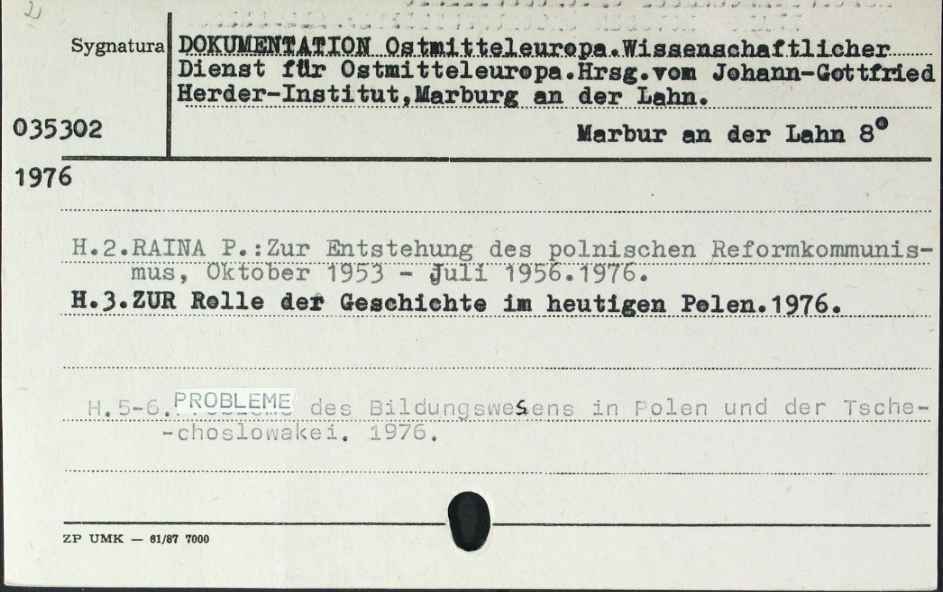 2)
Sygnatura DOKUMENTATION Ostmitteleuropa.Wissenschaftlicher
Dienst für Ostmitteleuropa.Hrsg.vom Johann-Gottfried
Herder-Institut,Marburg an der Lahn.
035302 Marbur an der Lahn 8°
1976
H.2.RAINA P.:Zur Entstehung des polnischen Reformkommunis-
mus, Oktober 1953 - Juli 1956.1976.
H.3.ZUR Rolle der Geschichte im heutigen Polen.1976.
H.5-6.PROBLEME des Bildungswesens in Polen und der Tsche-
-choslowakei. 1976.
ZP UMK — 81/87 7000